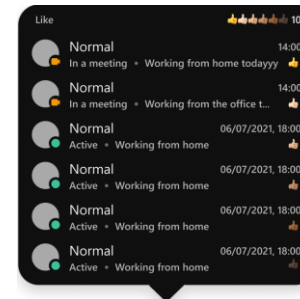 Like 10
Normal 14:00
In a meeting • Working from home todayyy
Normal 14:00
In a meeting • Working from the office t...
Normal 06/07/2021, 18:00
Active • Working from home
Normal 06/07/2021, 18:00
Active • Working from home
Normal 06/07/2021, 18:00
Active • Working from home
Normal 06/07/2021, 18:00
Active • Working from home